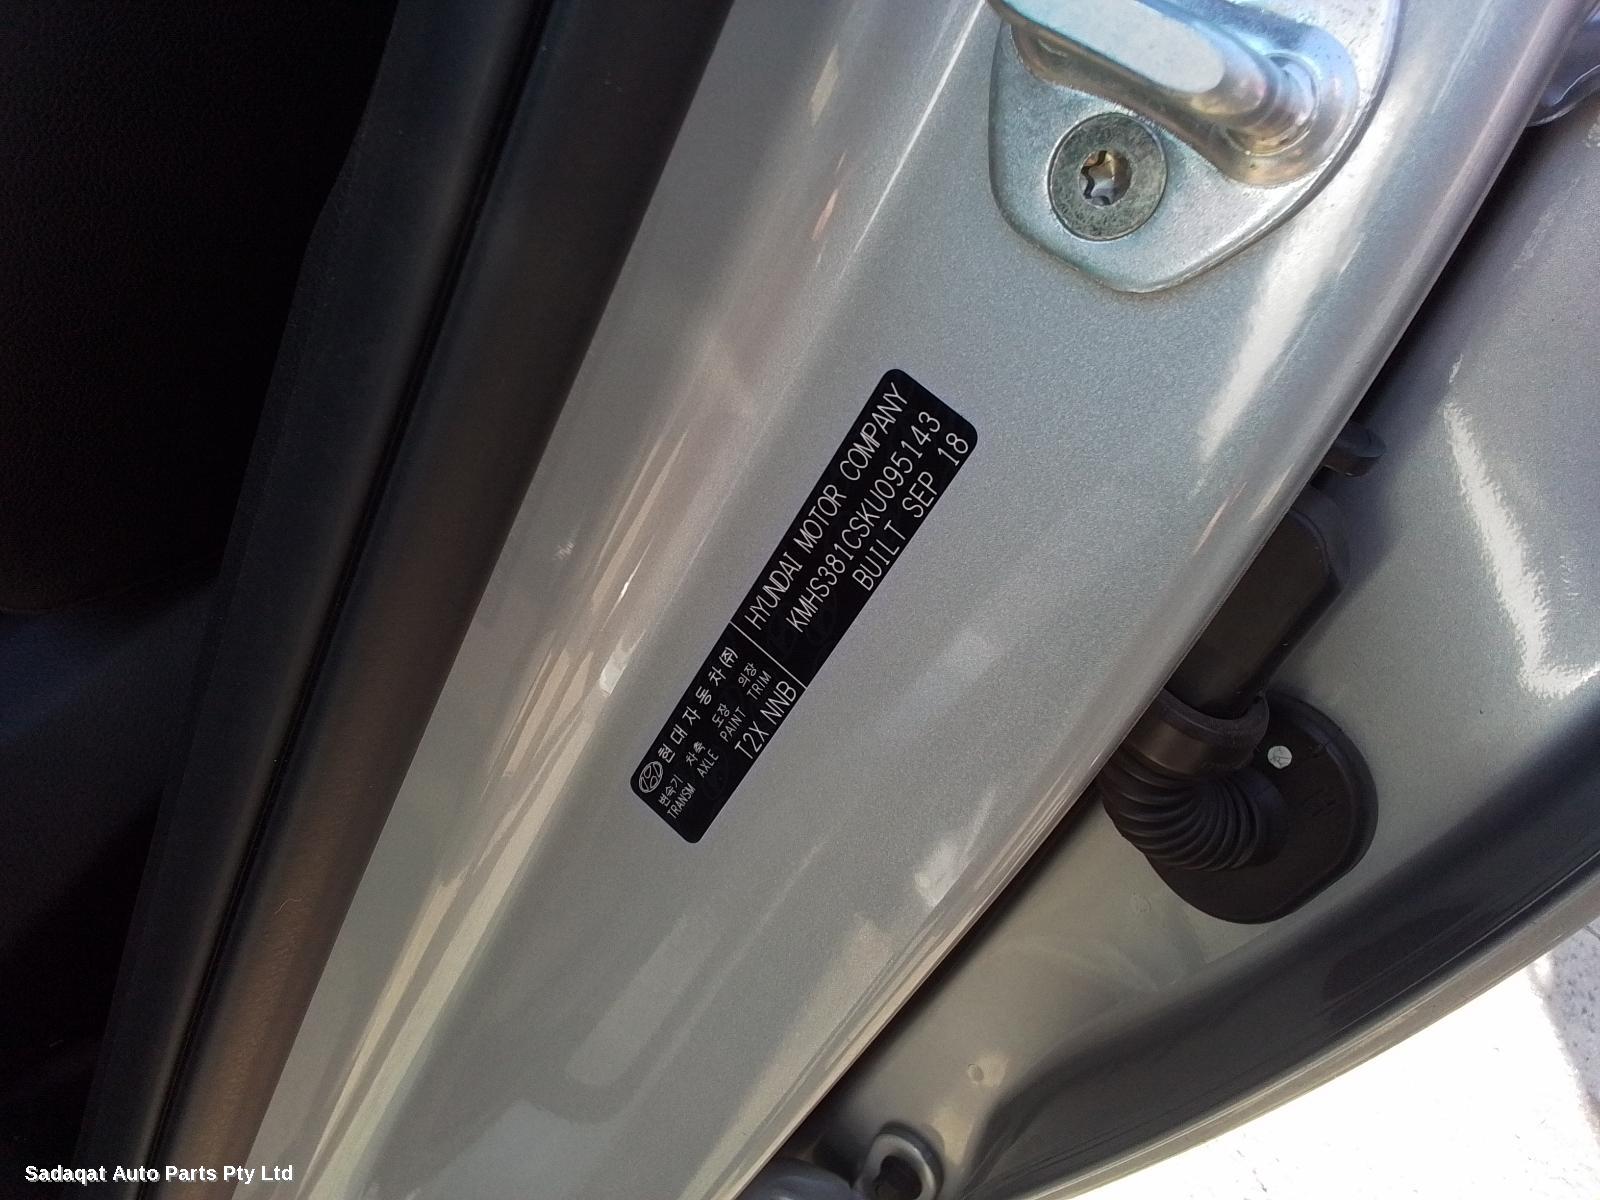 현대자동차(주)
HYUNDAI MOTOR COMPANY
변속기 차축 도장 의장
TRANSM AXLE PAINT TRIM
KMHS381CSKU095143
T2X NNB
BUILT SEP 18
Sadaqat Auto Parts Pty Ltd